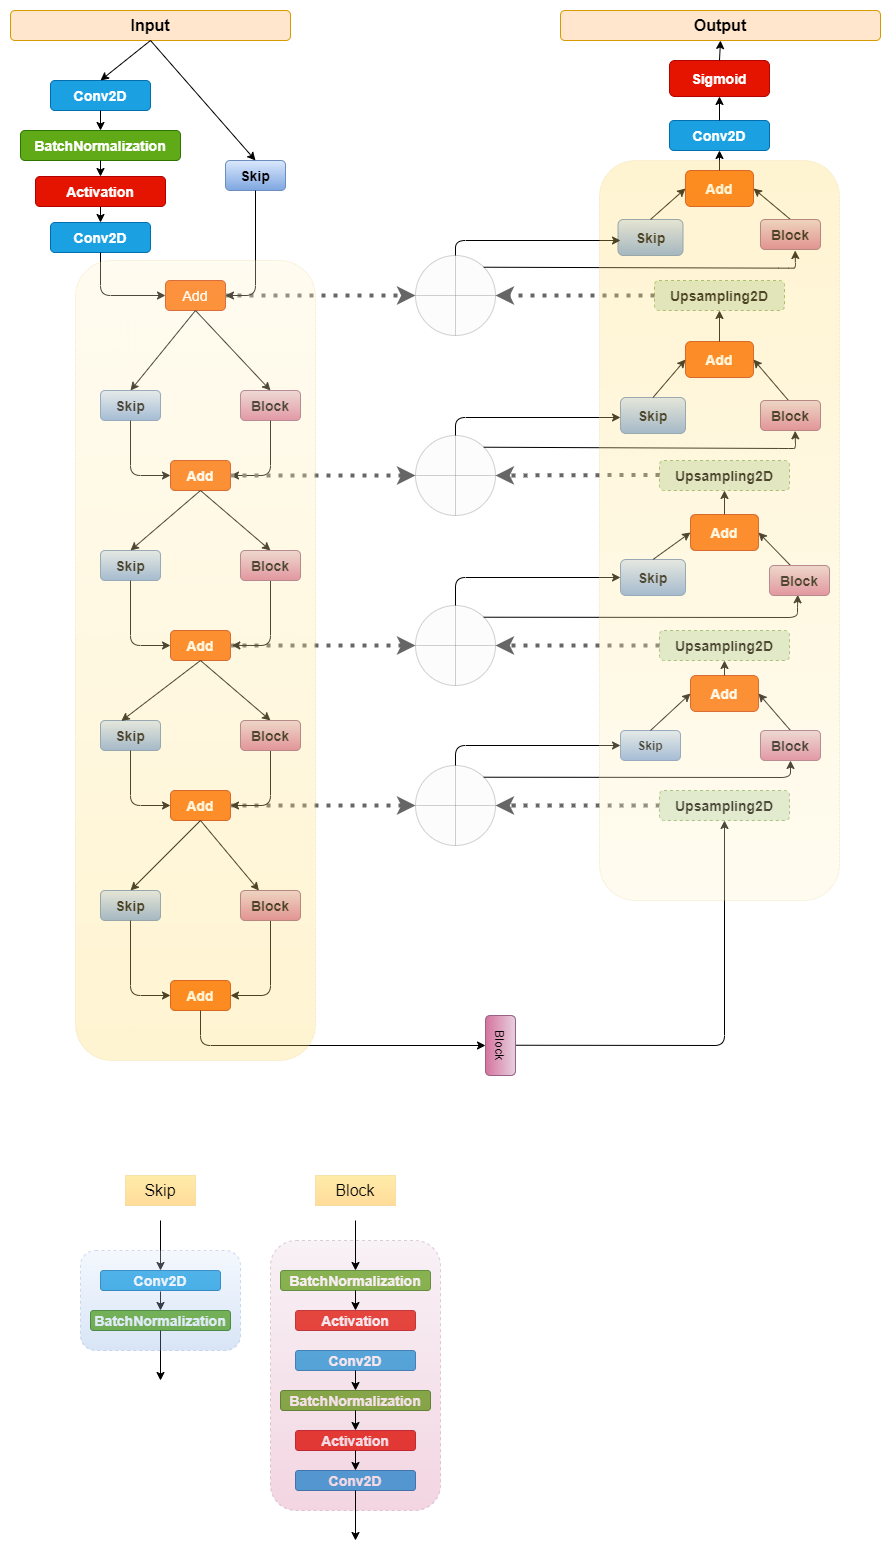 Input
Output
Sigmoid
Conv2D
Conv2D
BatchNormalization
Skip
Add
Activation
Conv2D
Skip
Block
Add
Upsampling2D
Add
Skip
Block
Skip
Block
Add
Upsampling2D
Add
Skip
Block
Skip
Block
Add
Upsampling2D
Add
Skip
Block
Skip
Block
Add
Upsampling2D
Skip
Block
Add
Block
Skip
Block
Conv2D
BatchNormalization
BatchNormalization
Activation
Conv2D
BatchNormalization
Activation
Conv2D